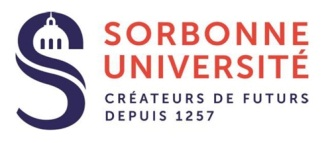 SORBONNE
UNIVERSITÉ
CRÉATEURS DE FUTURS
DEPUIS 1257